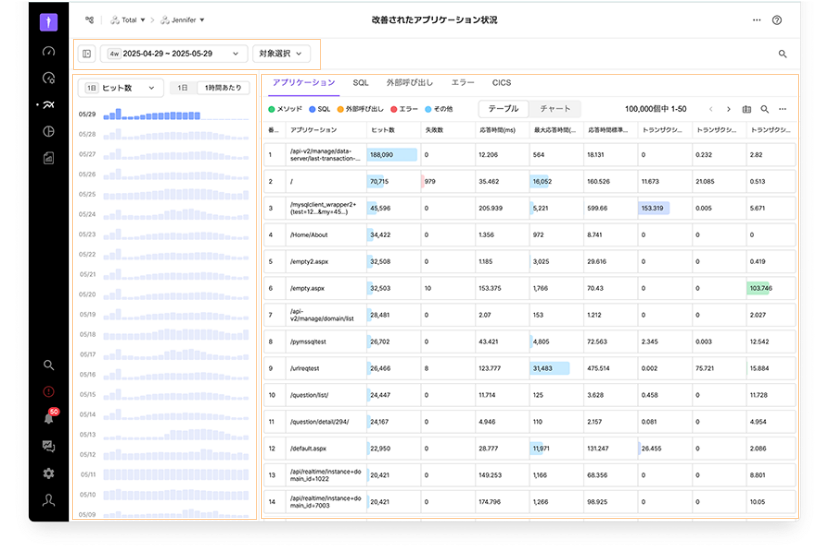 Total ▾ > Jennifer ▾
改善されたアプリケーション状況
4w 2025-04-29 ~ 2025-05-29
対象選択
1日 ヒット数
1日 1時間あたり
05/29
05/28
05/27
05/26
05/25
05/24
05/23
05/22
05/21
05/20
05/19
05/18
05/17
05/16
05/15
05/14
05/13
05/12
05/11
05/10
05/09
50
アプリケーション SQL 外部呼び出し エラー CICS
メソッド SQL 外部呼び出し エラー その他
テーブル チャート
100,000個中 1-50
番... アプリケーション ヒット数 失敗数 応答時間(ms) 最大応答時間(... 応答時間標準... トランザクシ... トランザクシ... トランザクシ...
1 /api-v2/manage/data-server/last-transaction-... 188,090 0 12.206 564 18.131 0 0.232 2.82
2 / 70,715 979 35.462 16,052 160.526 11.673 21.085 0.513
3 /mysqlclient_wrapper2+(test=12...&my=45...) 45,596 0 205.939 5,221 599.66 153.319 0.005 5.671
4 /Home/About 34,422 0 1.356 972 8.741 0 0 0
5 /empty2.aspx 32,508 0 1.185 3,025 29.616 0 0 0.419
6 /empty.aspx 32,503 10 153.375 1,766 70.43 0 0 103.746
7 /api-v2/manage/domain/list 28,481 0 2.07 153 1.212 0 0 2.027
8 /pymssqltest 26,702 0 43.421 4,805 72.563 2.345 0.003 12.542
9 /urlreqtest 26,466 8 123.777 31,483 475.514 0.002 75.721 15.884
10 /question/list/ 24,447 0 11.714 125 3.628 0.458 0 11.728
11 /question/detail/294/ 24,167 0 4.946 110 2.157 0.081 0 4.954
12 /default.aspx 22,950 0 28.777 11,971 131.247 26.455 0 2.086
13 /api/realtime/instance+domain_id=1022 20,421 0 149.253 1,166 68.356 0 0 8.801
14 /api/realtime/instance+domain_id=7003 20,421 0 174.796 1,266 98.925 0 0 10.05